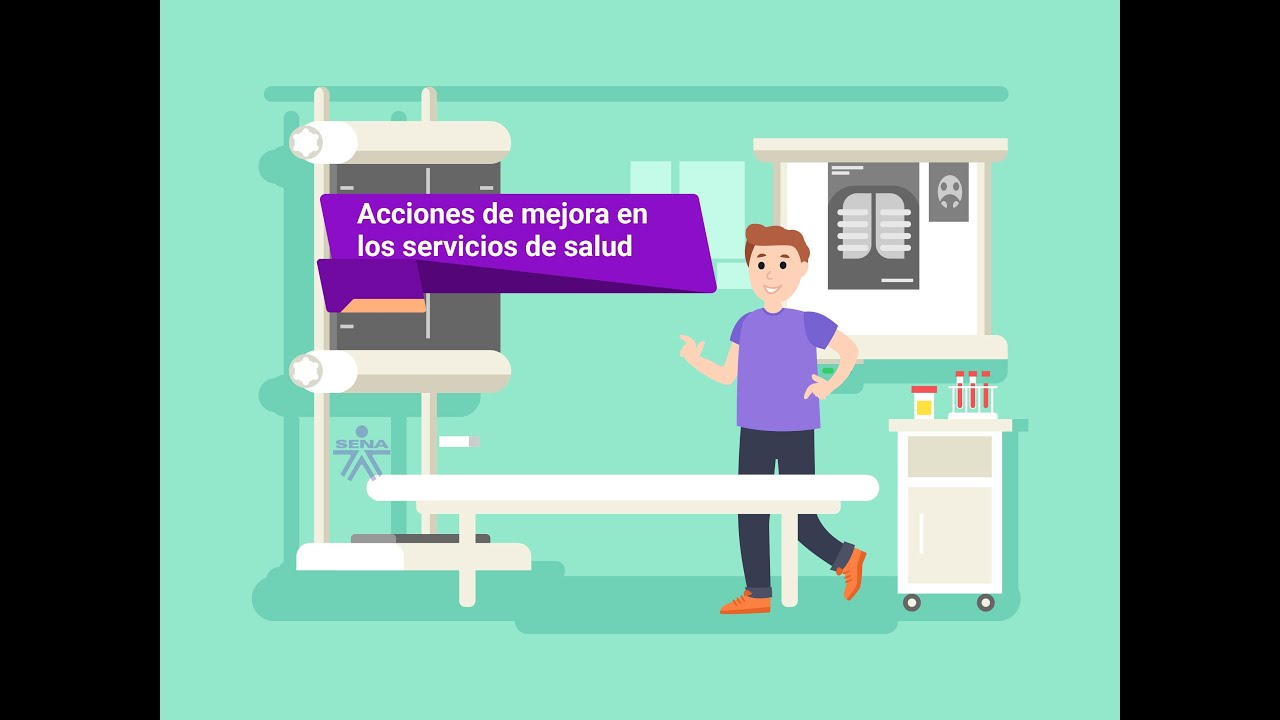 Acciones de mejora en
los servicios de salud
SENA